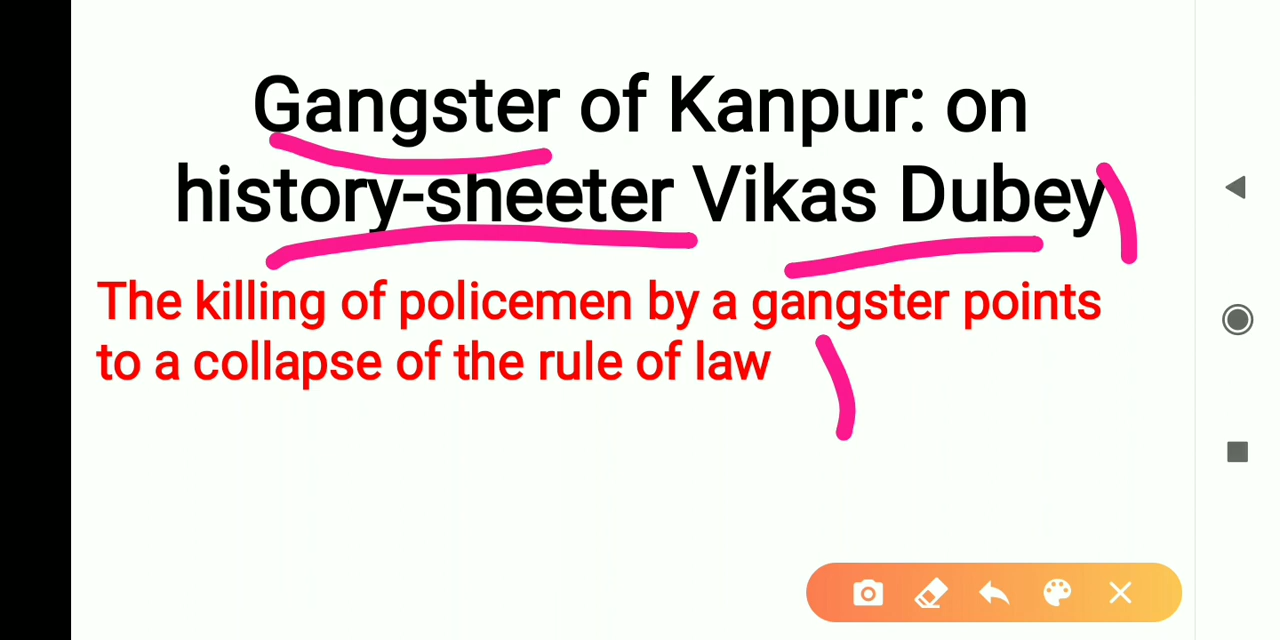 Gangster of Kanpur: on
history-sheeter Vikas Dubey
The killing of policemen by a gangster points
to a collapse of the rule of law